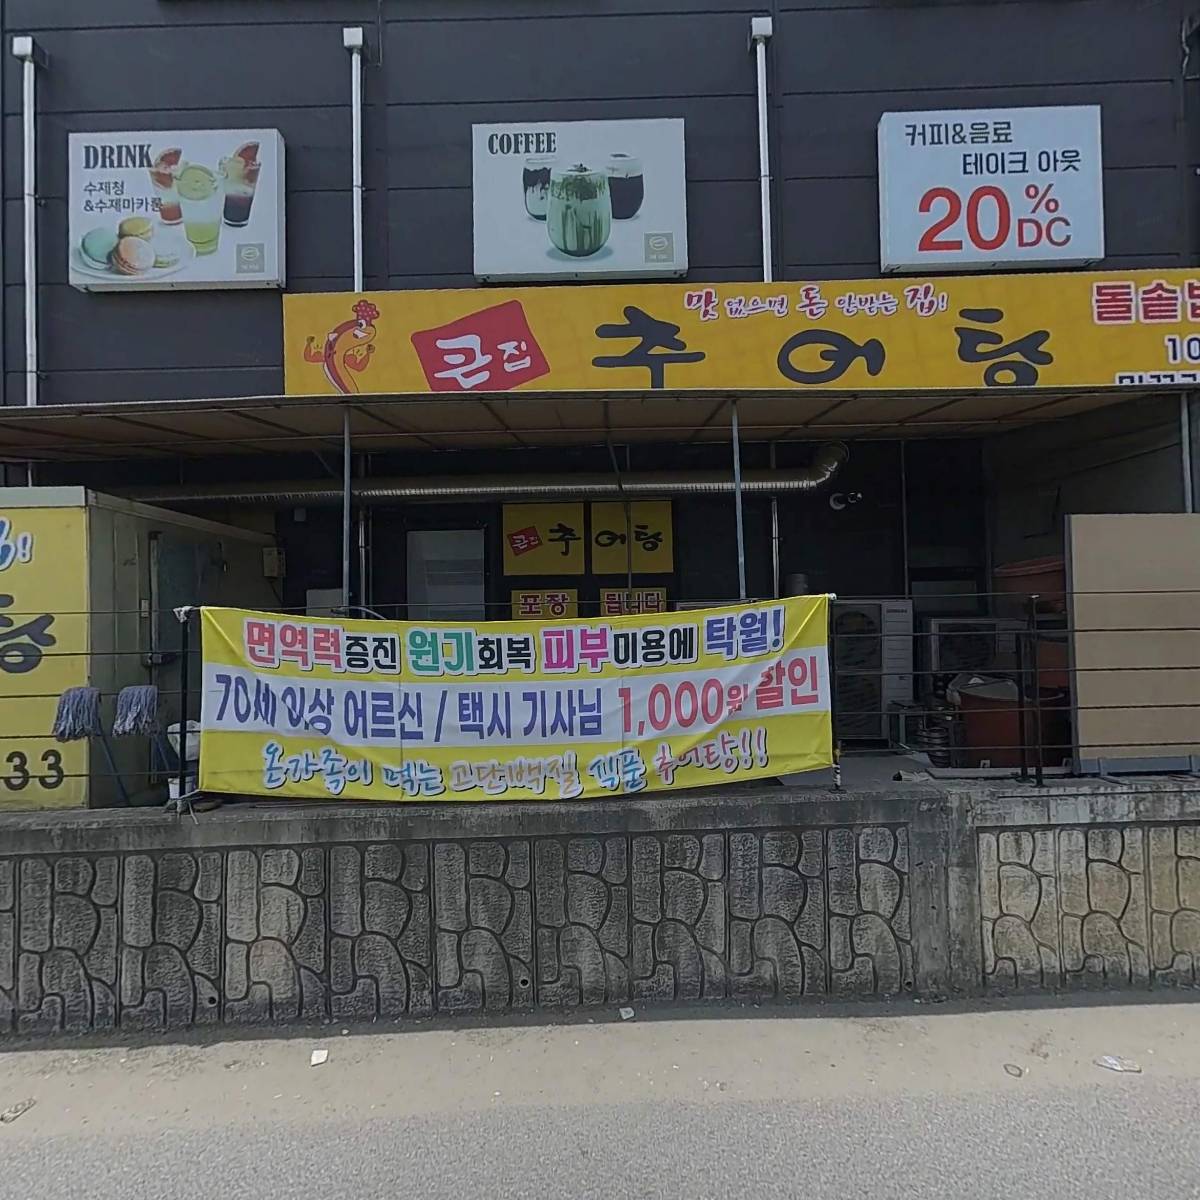 DRINK
수제청
&수제마카롱
COFFEE
커피&음료
테이크 아웃
20%
DC
맛 없으면 돈 안받는 집!
큰집 추어탕
돌솥밥
10
큰집 추어탕
포장 됩니다
면역력증진 원기회복 피부미용에 탁월!
70세 이상 어르신 / 택시 기사님 1,000원 할인
온가족이 먹는 고단백질 식품 추어탕!!
탕
33